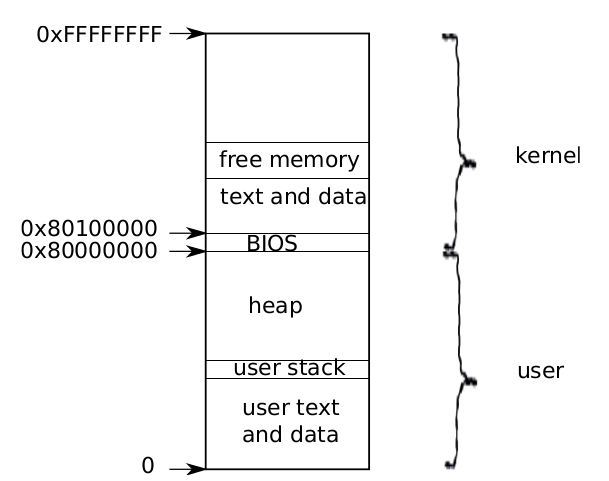 0xFFFFFFFF
kernel
free memory
text and data
0x80100000
BIOS
0x80000000
heap
user stack
user
user text
and data
0